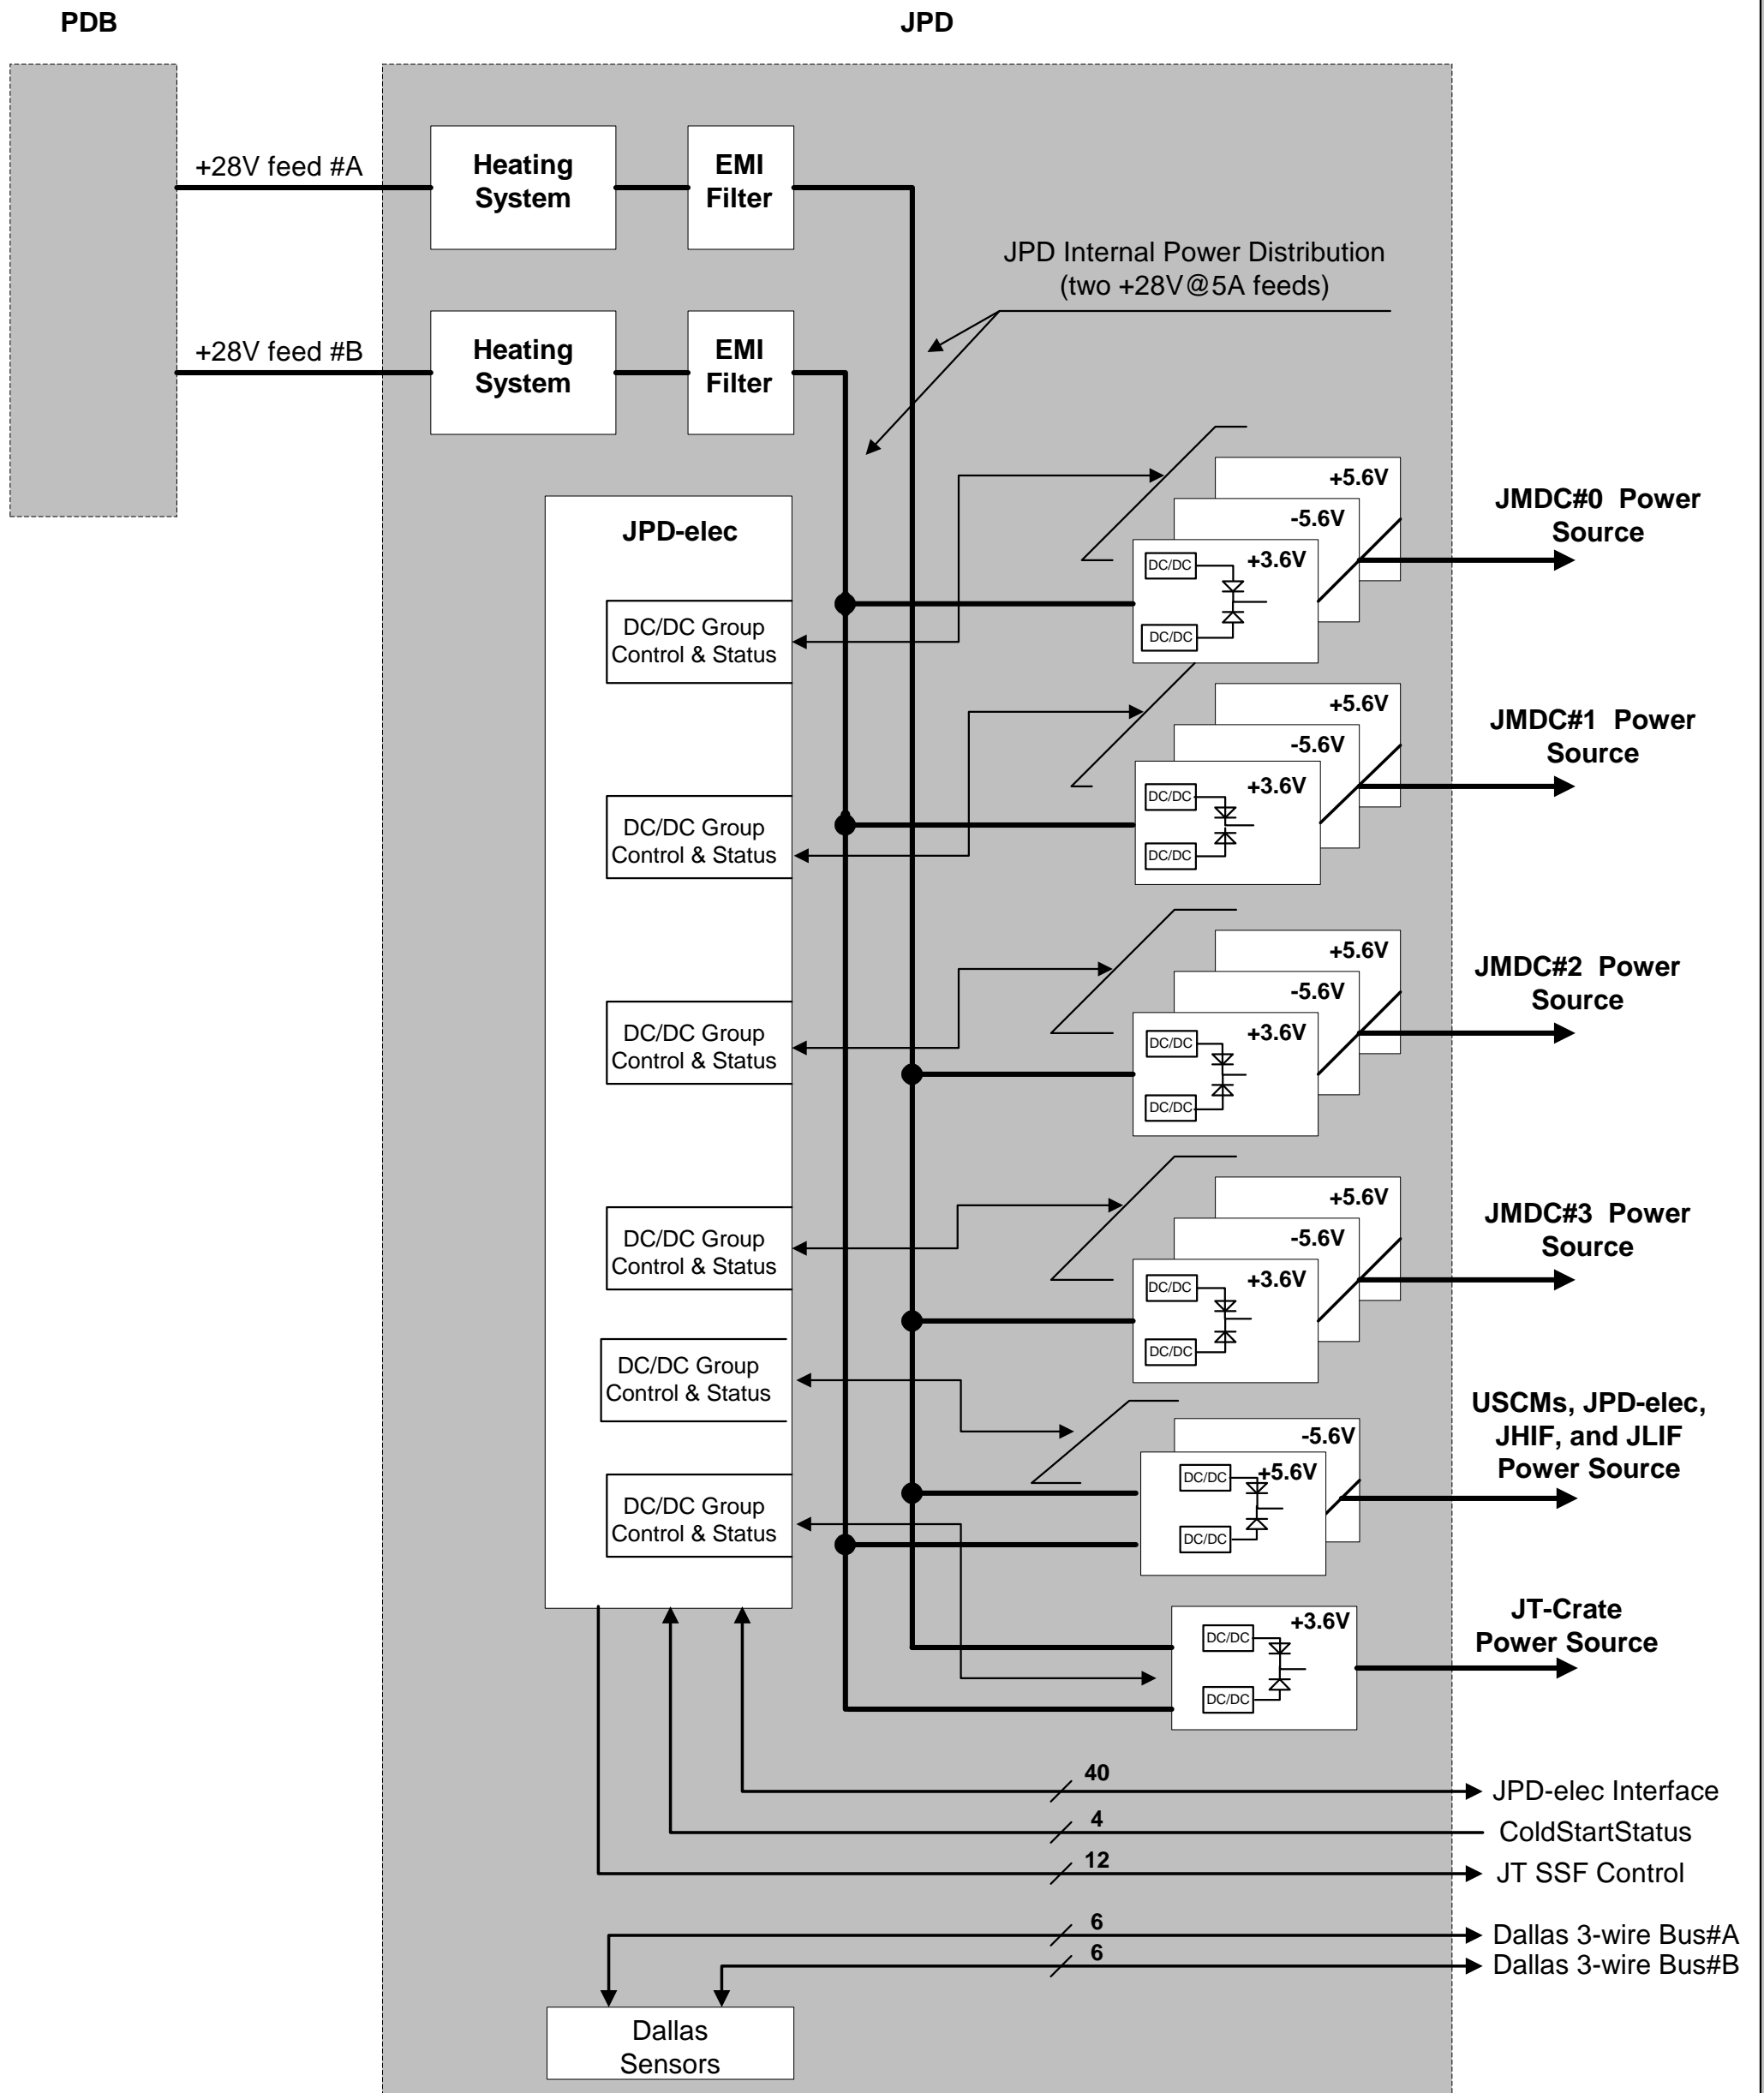 PDB
JPD
+28V feed #A
Heating
System
EMI
Filter
JPD Internal Power Distribution
(two +28V@5A feeds)
+28V feed #B
Heating
System
EMI
Filter
JPD-elec
DC/DC Group
Control & Status
+5.6V
-5.6V
+3.6V
DC/DC
DC/DC
JMDC#0 Power
Source
DC/DC Group
Control & Status
+5.6V
-5.6V
+3.6V
DC/DC
DC/DC
JMDC#1 Power
Source
DC/DC Group
Control & Status
+5.6V
-5.6V
+3.6V
DC/DC
DC/DC
JMDC#2 Power
Source
DC/DC Group
Control & Status
+5.6V
-5.6V
+3.6V
DC/DC
DC/DC
JMDC#3 Power
Source
DC/DC Group
Control & Status
-5.6V
+5.6V
DC/DC
DC/DC
USCMs, JPD-elec,
JHIF, and JLIF
Power Source
DC/DC Group
Control & Status
+3.6V
DC/DC
DC/DC
JT-Crate
Power Source
40
JPD-elec Interface
4
ColdStartStatus
12
JT SSF Control
6
Dallas 3-wire Bus#A
6
Dallas 3-wire Bus#B
Dallas
Sensors